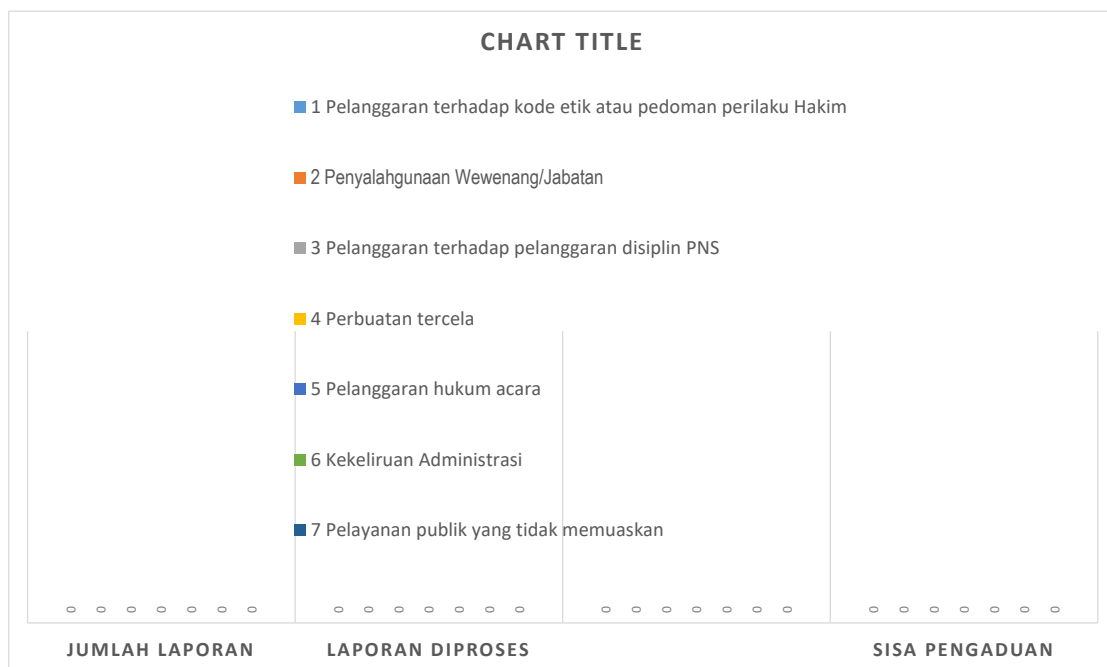 CHART TITLE
1 Pelanggaran terhadap kode etik atau pedoman perilaku Hakim
2 Penyalahgunaan Wewenang/Jabatan
3 Pelanggaran terhadap pelanggaran disiplin PNS
4 Perbuatan tercela
5 Pelanggaran hukum acara
6 Kekeliruan Administrasi
7 Pelayanan publik yang tidak memuaskan
0 0 0 0 0 0 0 0 0 0 0 0 0 0 0 0 0 0 0 0 0 0 0 0 0 0 0 0
JUMLAH LAPORAN LAPORAN DIPROSES SISA PENGADUAN